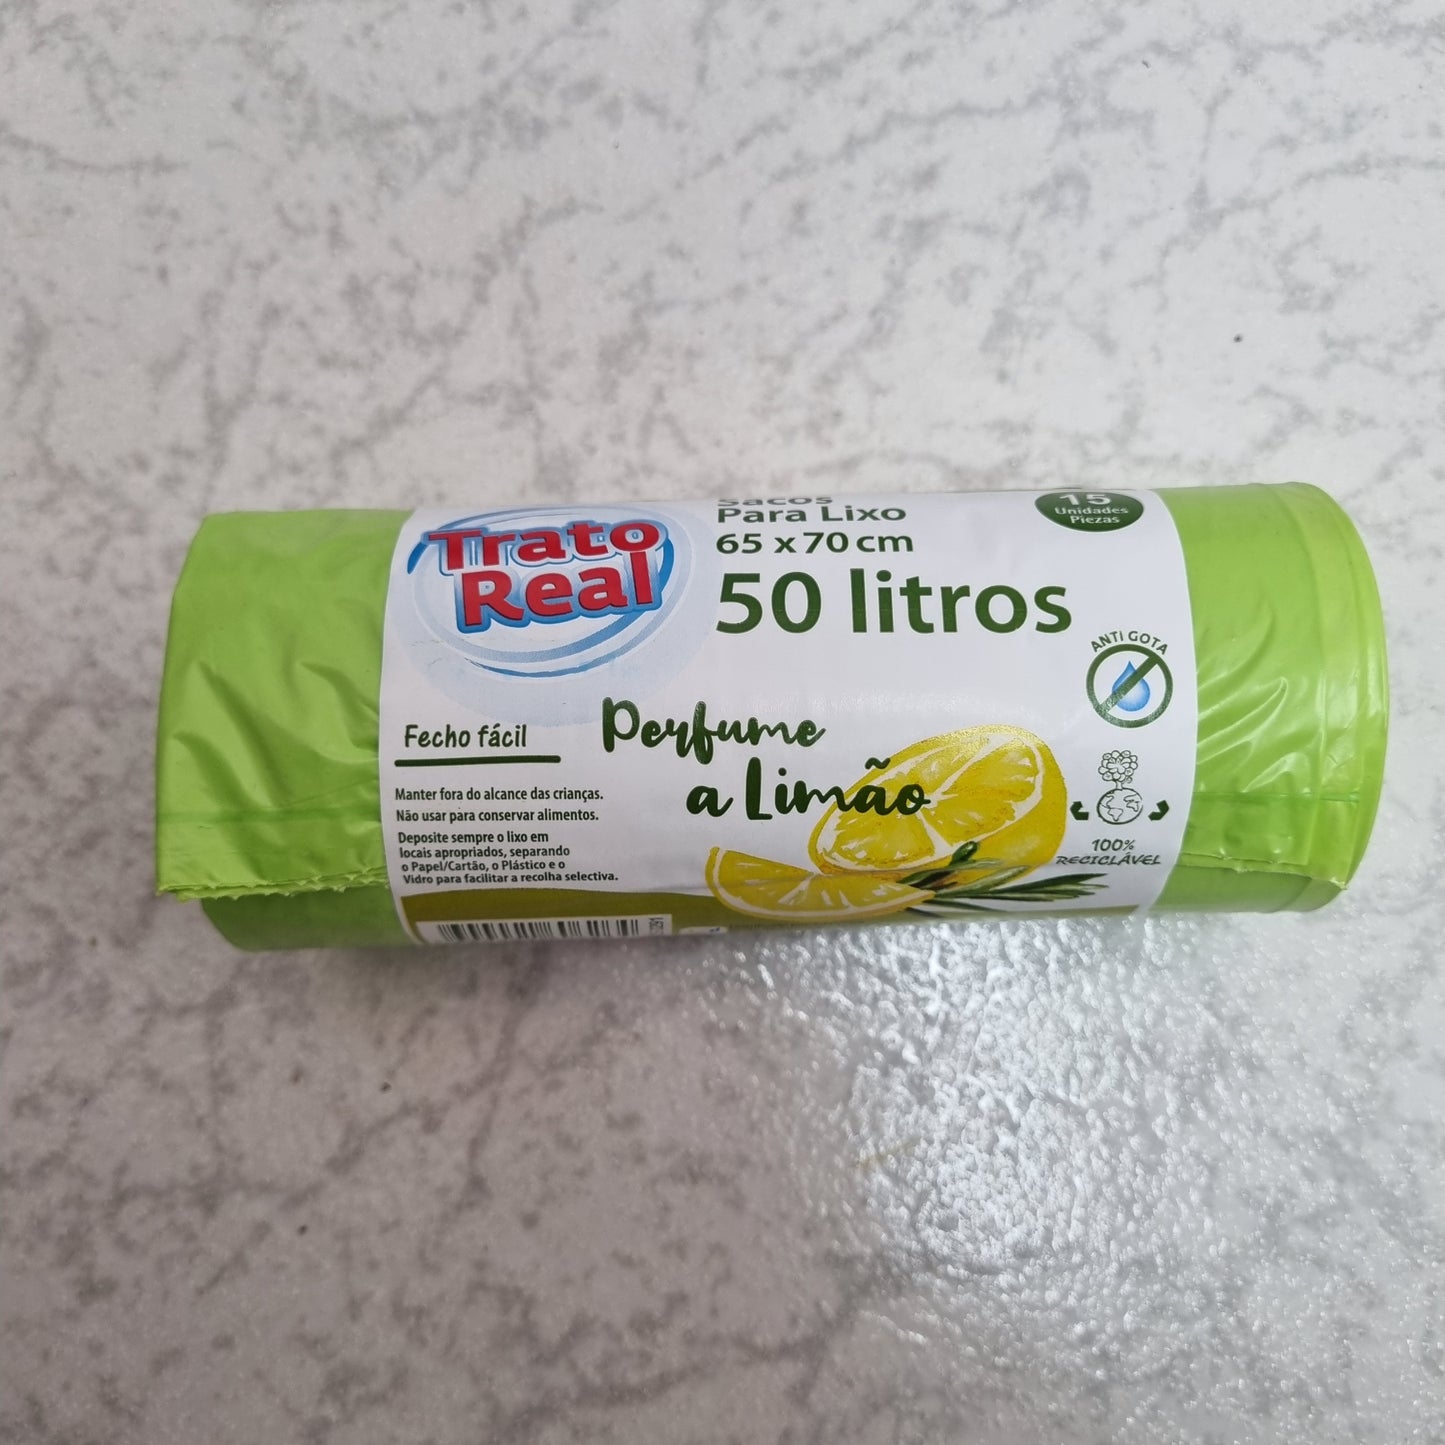 Trato
Real
Sacos
Para Lixo
65 x 70 cm
50 litros
15
Unidades
Piezas
ANTI GOTA
Fecho fácil
Perfume
a Limão
Manter fora do alcance das crianças.
Não usar para conservar alimentos.
Deposite sempre o lixo em
locais apropriados, separando
o Papel/Cartão, o Plástico e o
Vidro para facilitar a recolha selectiva.
100%
RECICLÁVEL